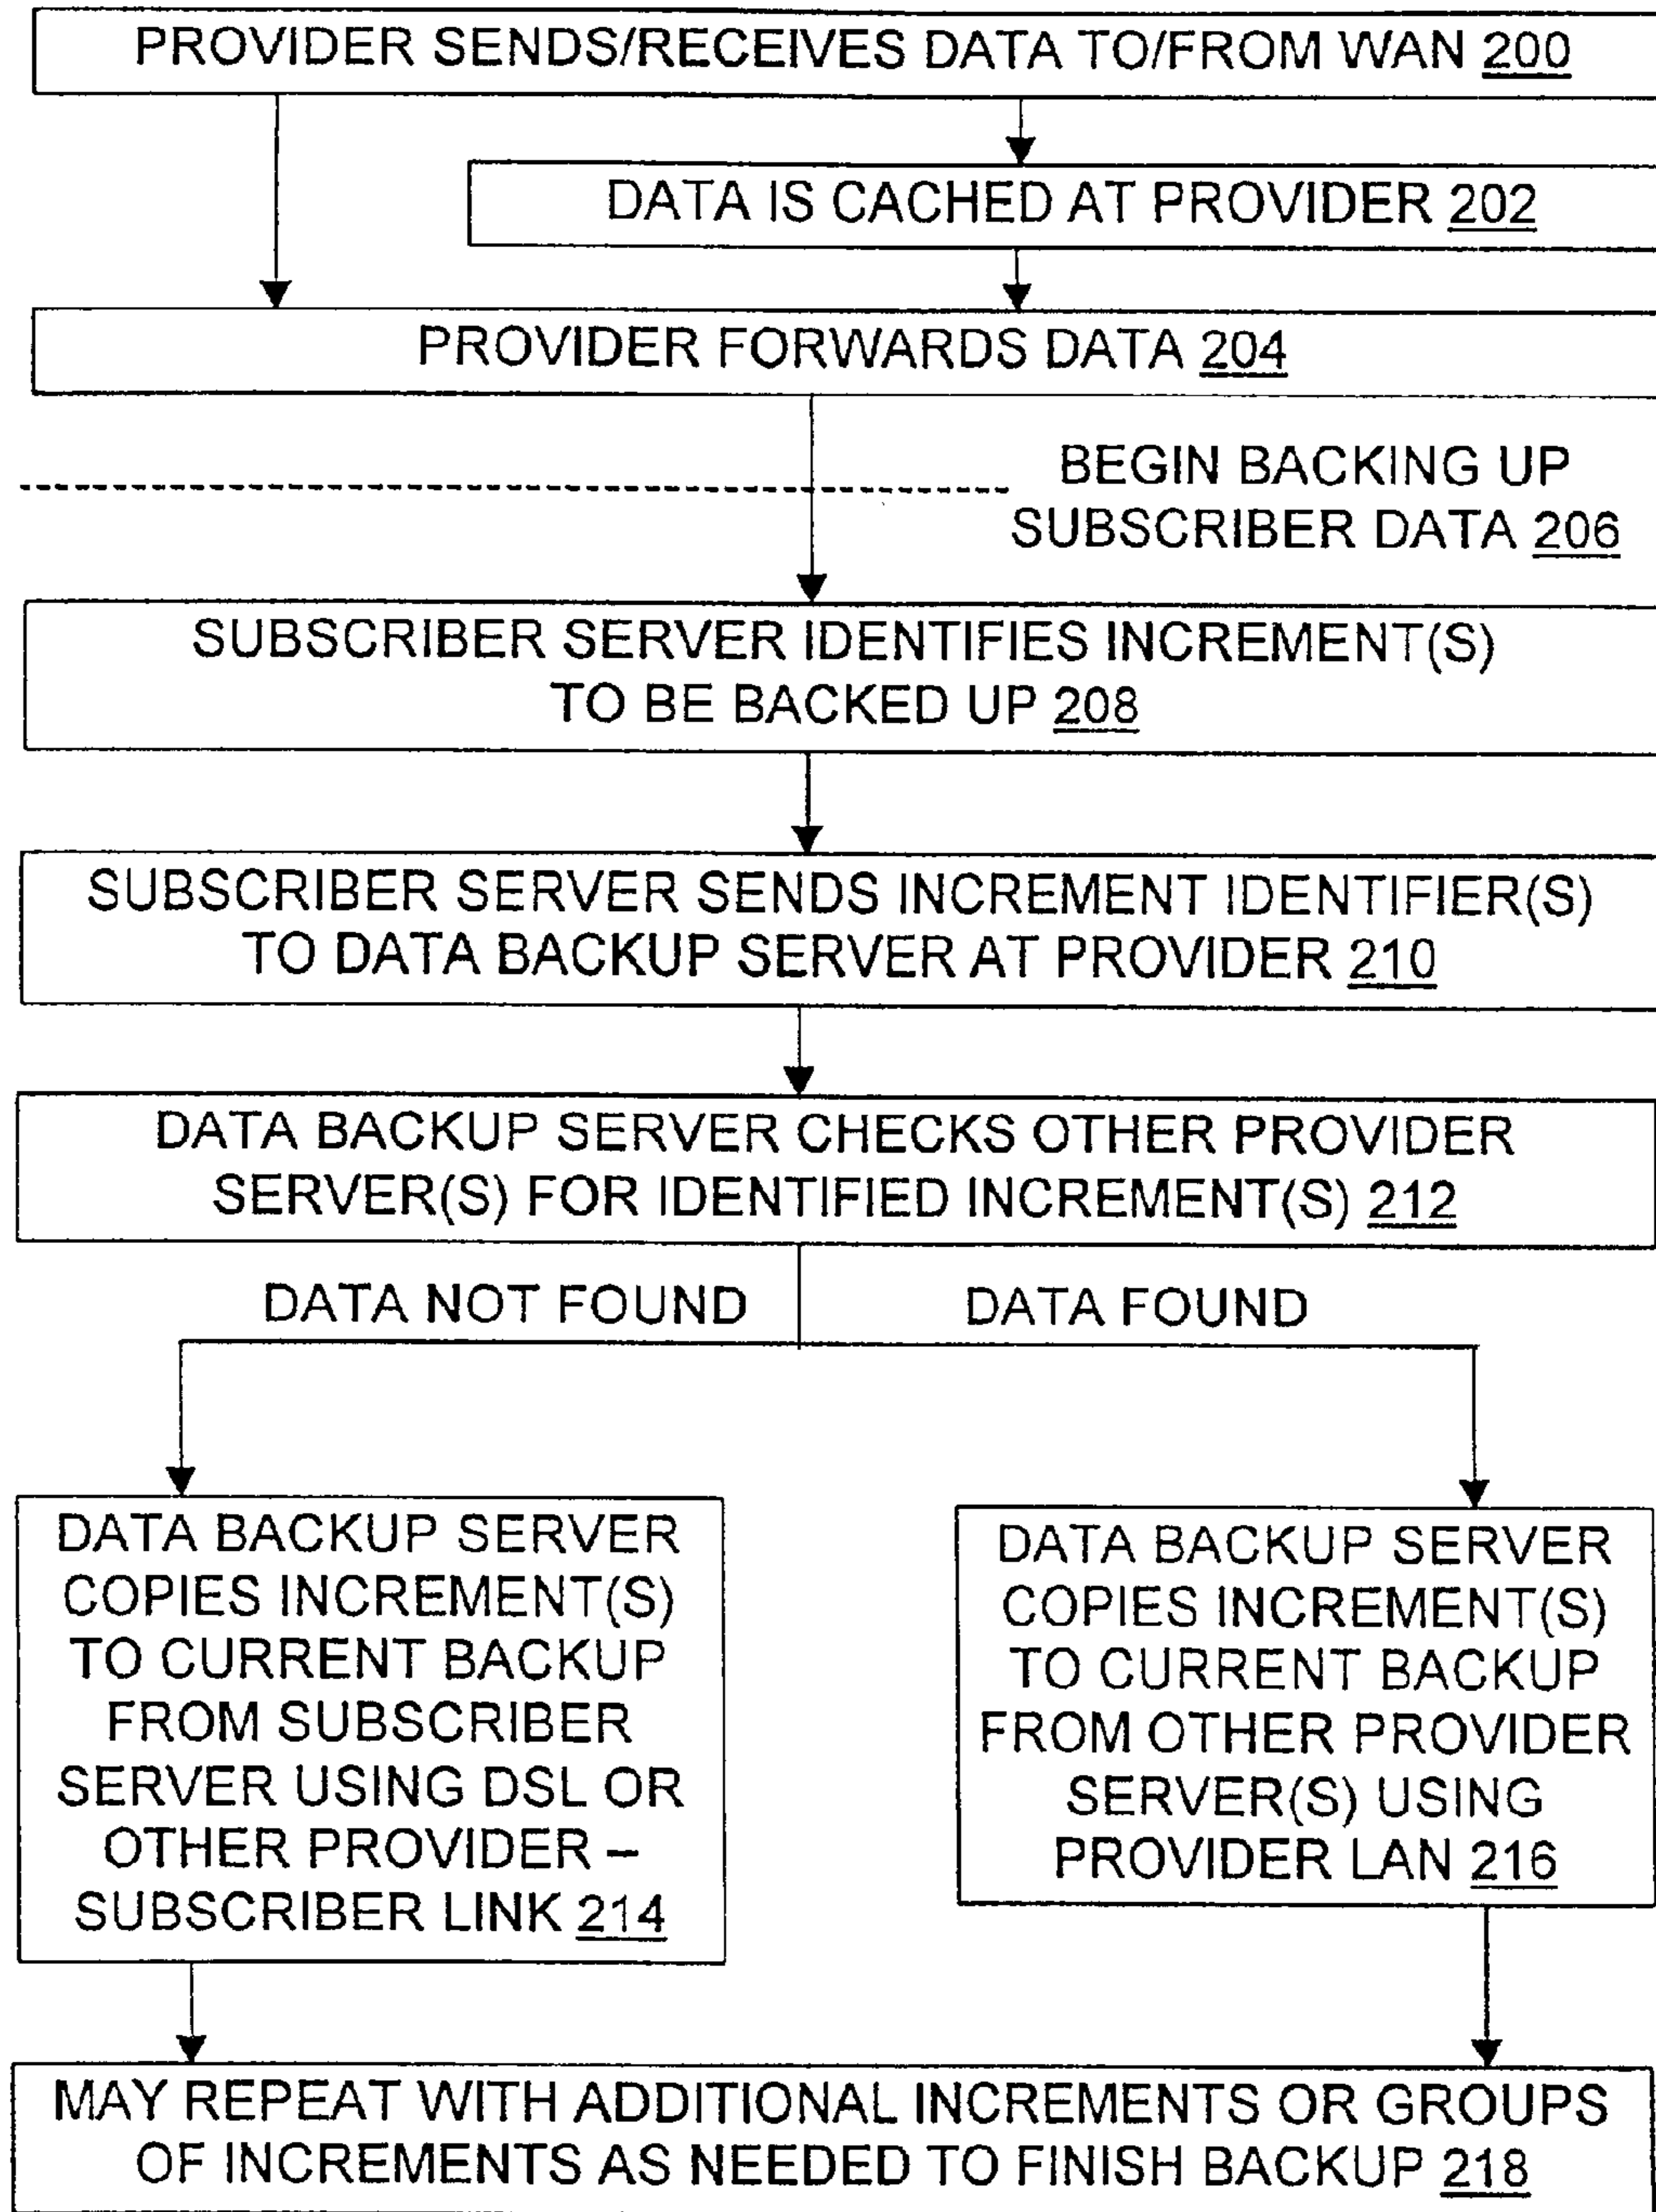 PROVIDER SENDS/RECEIVES DATA TO/FROM WAN 200
DATA IS CACHED AT PROVIDER 202
PROVIDER FORWARDS DATA 204
BEGIN BACKING UP
SUBSCRIBER DATA 206
SUBSCRIBER SERVER IDENTIFIES INCREMENT(S)
TO BE BACKED UP 208
SUBSCRIBER SERVER SENDS INCREMENT IDENTIFIER(S)
TO DATA BACKUP SERVER AT PROVIDER 210
DATA BACKUP SERVER CHECKS OTHER PROVIDER
SERVER(S) FOR IDENTIFIED INCREMENT(S) 212
DATA NOT FOUND
DATA FOUND
DATA BACKUP SERVER
COPIES INCREMENT(S)
TO CURRENT BACKUP
FROM SUBSCRIBER
SERVER USING DSL OR
OTHER PROVIDER –
SUBSCRIBER LINK 214
DATA BACKUP SERVER
COPIES INCREMENT(S)
TO CURRENT BACKUP
FROM OTHER PROVIDER
SERVER(S) USING
PROVIDER LAN 216
MAY REPEAT WITH ADDITIONAL INCREMENTS OR GROUPS
OF INCREMENTS AS NEEDED TO FINISH BACKUP 218